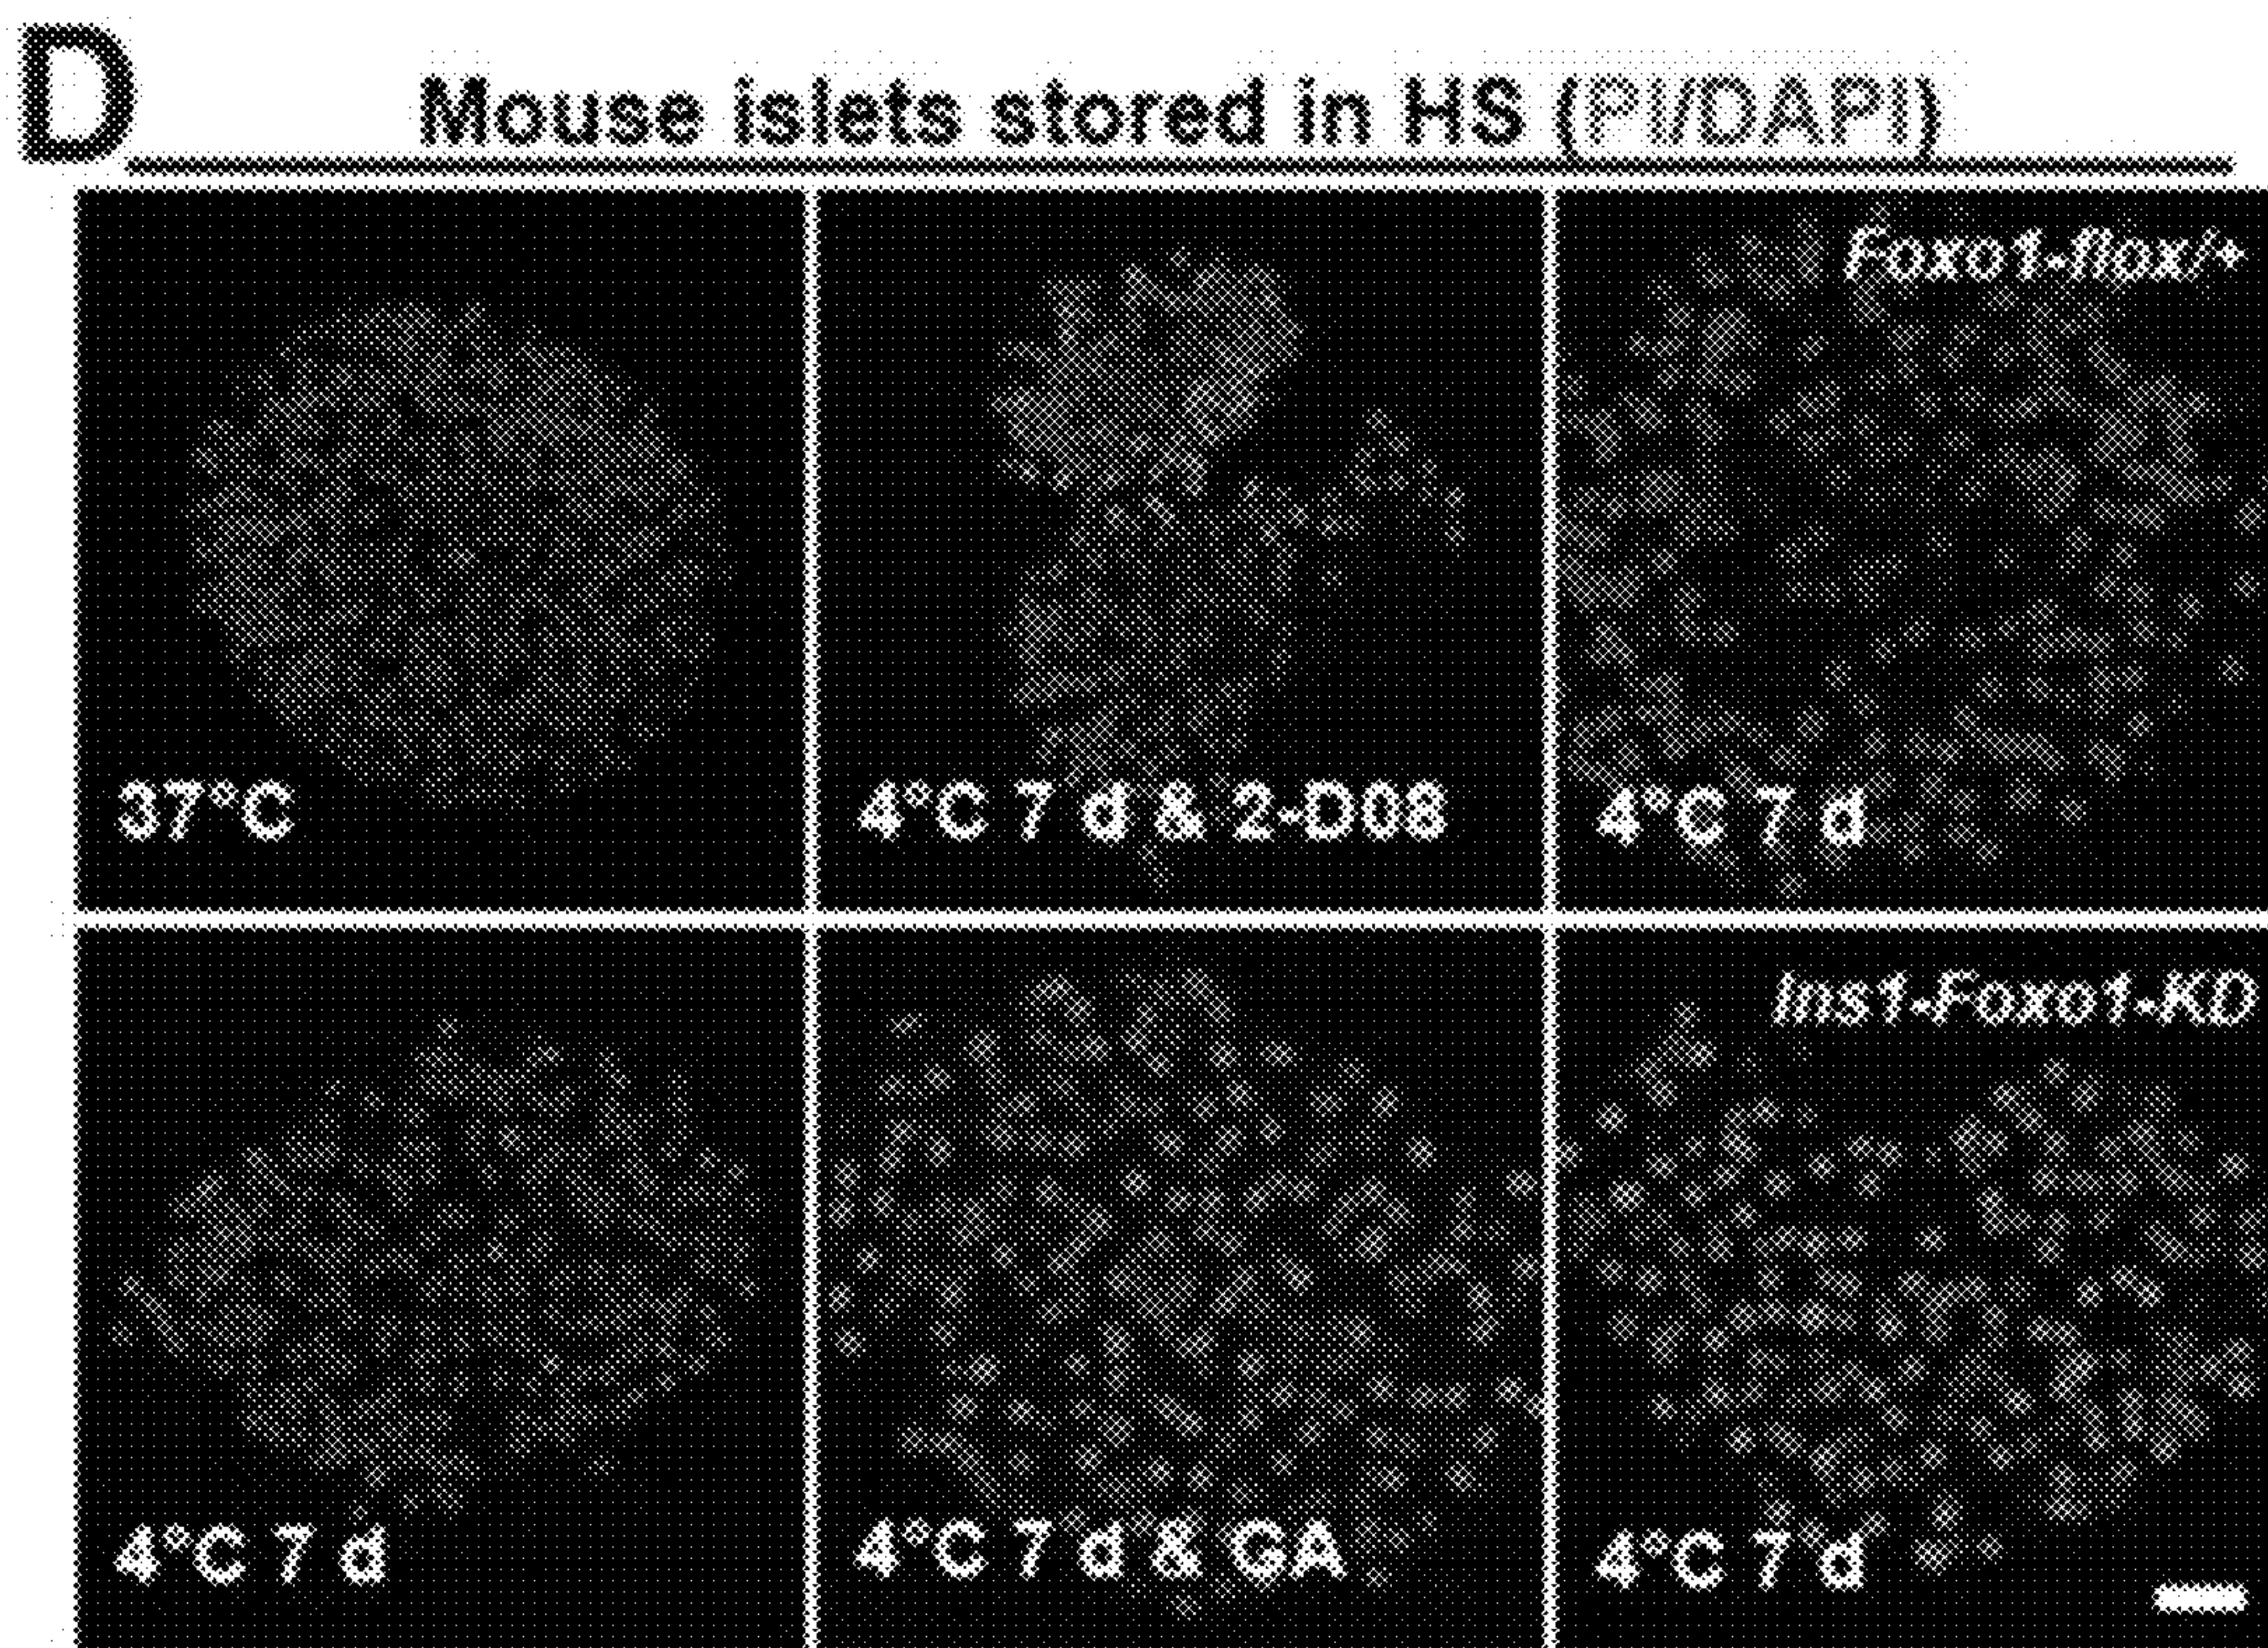 D
Mouse islets stored in HS (PI/DAPI)
37°C
4°C 7 d & 2-D08
Foxo1-flox/+
4°C 7 d
4°C 7 d
4°C 7 d & GA
Ins1-Foxo1-KD
4°C 7 d